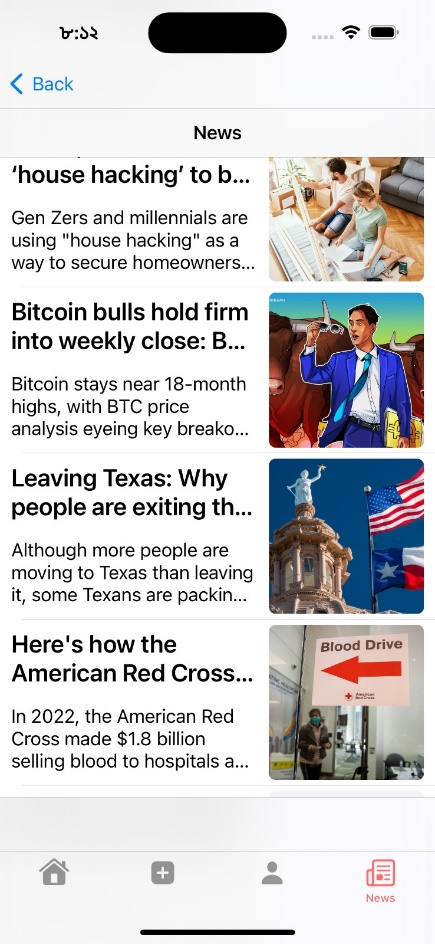 ৮:১২
Back
News
‘house hacking’ to b...
Gen Zers and millennials are
using "house hacking" as a
way to secure homeowners...
Bitcoin bulls hold firm
into weekly close: B...
Bitcoin stays near 18-month
highs, with BTC price
analysis eyeing key breako...
Leaving Texas: Why
people are exiting th...
Although more people are
moving to Texas than leaving
it, some Texans are packin...
Here's how the
American Red Cross...
In 2022, the American Red
Cross made $1.8 billion
selling blood to hospitals a...
Blood Drive
American
Red Cross
News